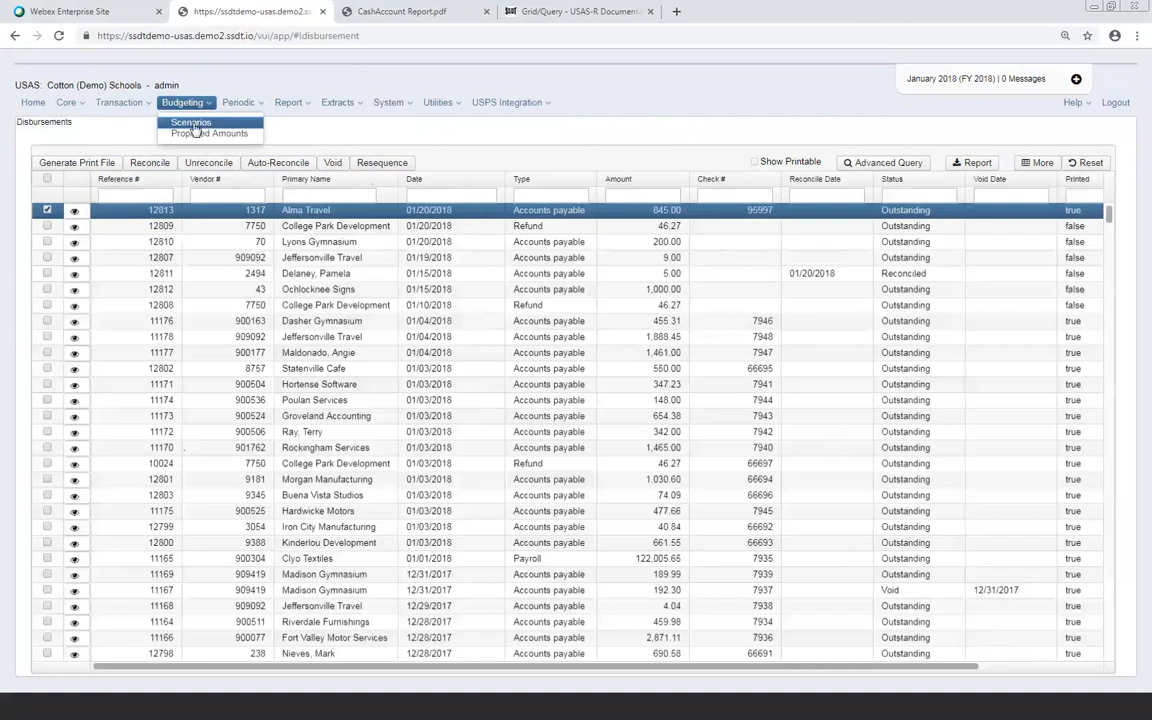 Webex Enterprise Site
https://ssdtdemo-usas.demo2.ss
CashAccount Report.pdf
Grid/Query - USAS-R Documenta
https://ssdtdemo-usas.demo2.ssdt.io/vui/app/#!disbursement
January 2018 (FY 2018) | 0 Messages
USAS: Cotton (Demo) Schools - admin
Home Core Transaction Budgeting Periodic Report Extracts System Utilities USPS Integration Help Logout
Disbursements
Scenarios
Proposed Amounts
Generate Print File Reconcile Unreconcile Auto-Reconcile Void Resequence Show Printable Advanced Query Report More Reset
Reference # Vendor # Primary Name Date Type Amount Check # Reconcile Date Status Void Date Printed
12813 1317 Alma Travel 01/20/2018 Accounts payable 845.00 95997 Outstanding true
12809 7750 College Park Development 01/20/2018 Refund 46.27 Outstanding false
12810 70 Lyons Gymnasium 01/20/2018 Accounts payable 200.00 Outstanding false
12807 909092 Jeffersonville Travel 01/19/2018 Accounts payable 9.00 Outstanding false
12811 2494 Delaney, Pamela 01/15/2018 Accounts payable 5.00 01/20/2018 Reconciled false
12812 43 Ochlocknee Signs 01/15/2018 Accounts payable 1,000.00 Outstanding false
12808 7750 College Park Development 01/10/2018 Refund 46.27 Outstanding false
11176 900163 Dasher Gymnasium 01/04/2018 Accounts payable 455.31 7946 Outstanding true
11178 909092 Jeffersonville Travel 01/04/2018 Accounts payable 1,888.45 7948 Outstanding true
11177 900177 Maldonado, Angie 01/04/2018 Accounts payable 1,461.00 7947 Outstanding true
12802 8757 Statenville Cafe 01/03/2018 Accounts payable 550.00 66695 Outstanding true
11171 900504 Hortense Software 01/03/2018 Accounts payable 347.23 7941 Outstanding true
11174 900536 Poulan Services 01/03/2018 Accounts payable 148.00 7944 Outstanding true
11173 900524 Groveland Accounting 01/03/2018 Accounts payable 654.38 7943 Outstanding true
11172 900506 Ray, Terry 01/03/2018 Accounts payable 342.00 7942 Outstanding true
11170 901762 Rockingham Services 01/03/2018 Accounts payable 1,465.00 7940 Outstanding true
10024 7750 College Park Development 01/03/2018 Refund 46.27 66697 Outstanding true
12801 9181 Morgan Manufacturing 01/03/2018 Accounts payable 1,030.60 66694 Outstanding true
12803 9345 Buena Vista Studios 01/03/2018 Accounts payable 74.09 66696 Outstanding true
11175 900525 Hardwicke Motors 01/03/2018 Accounts payable 477.66 7945 Outstanding true
12799 3054 Iron City Manufacturing 01/03/2018 Accounts payable 40.84 66692 Outstanding true
12800 9388 Kinderlou Development 01/03/2018 Accounts payable 661.55 66693 Outstanding true
11165 900304 Clyo Textiles 01/01/2018 Payroll 122,005.65 7935 Outstanding true
11169 909419 Madison Gymnasium 12/31/2017 Accounts payable 189.99 7939 Outstanding true
11167 909419 Madison Gymnasium 12/31/2017 Accounts payable 192.30 7937 Void 12/31/2017 true
11168 909092 Jeffersonville Travel 12/29/2017 Accounts payable 4.04 7938 Outstanding true
11164 900511 Riverdale Furnishings 12/28/2017 Accounts payable 459.98 7934 Outstanding true
11166 900077 Fort Valley Motor Services 12/28/2017 Accounts payable 2,871.11 7936 Outstanding true
12798 238 Nieves, Mark 12/28/2017 Accounts payable 690.58 66691 Outstanding true